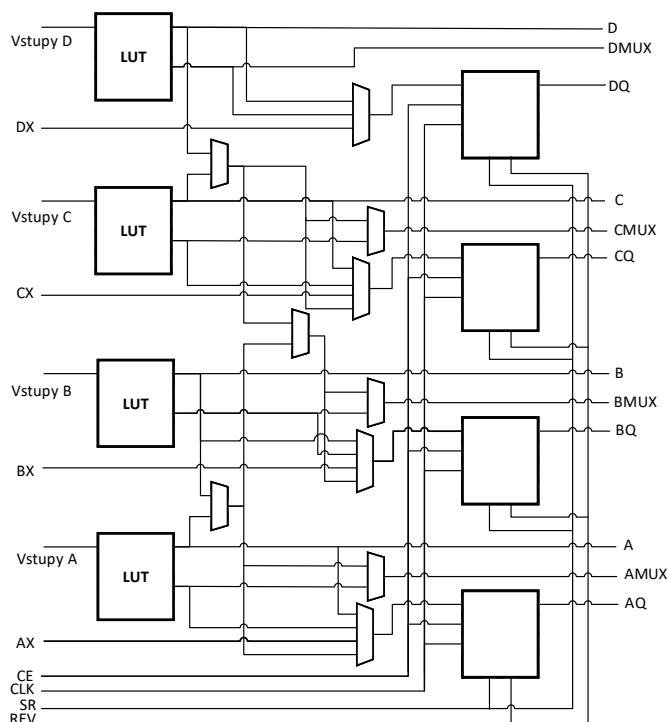 D
Vstupy D
DMUX
LUT
DQ
DX
C
Vstupy C
CMUX
LUT
CQ
CX
B
Vstupy B
BMUX
LUT
BQ
BX
A
Vstupy A
AMUX
LUT
AQ
AX
CE
CLK
SR
REV